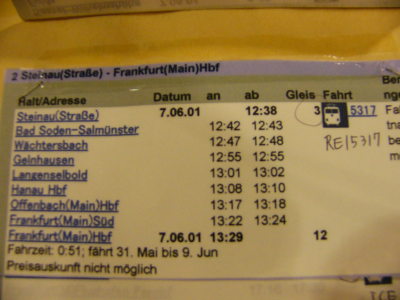 2 Steinau(Straße) - Frankfurt(Main)Hbf
Halt/Adresse Datum an ab Gleis Fahrt
Steinau(Straße) 7.06.01 12:38 3 5317
Bad Soden-Salmünster 12:42 12:43
RE15317
Wächtersbach 12:47 12:48
Gelnhausen 12:55 12:55
Langenselbold 13:01 13:02
Hanau Hbf 13:08 13:10
Offenbach(Main)Hbf 13:17 13:18
Frankfurt(Main)Süd 13:22 13:24
Frankfurt(Main)Hbf 7.06.01 13:29 12
Fahrzeit: 0:51; fährt 31. Mai bis 9. Jun
Preisauskunft nicht möglich